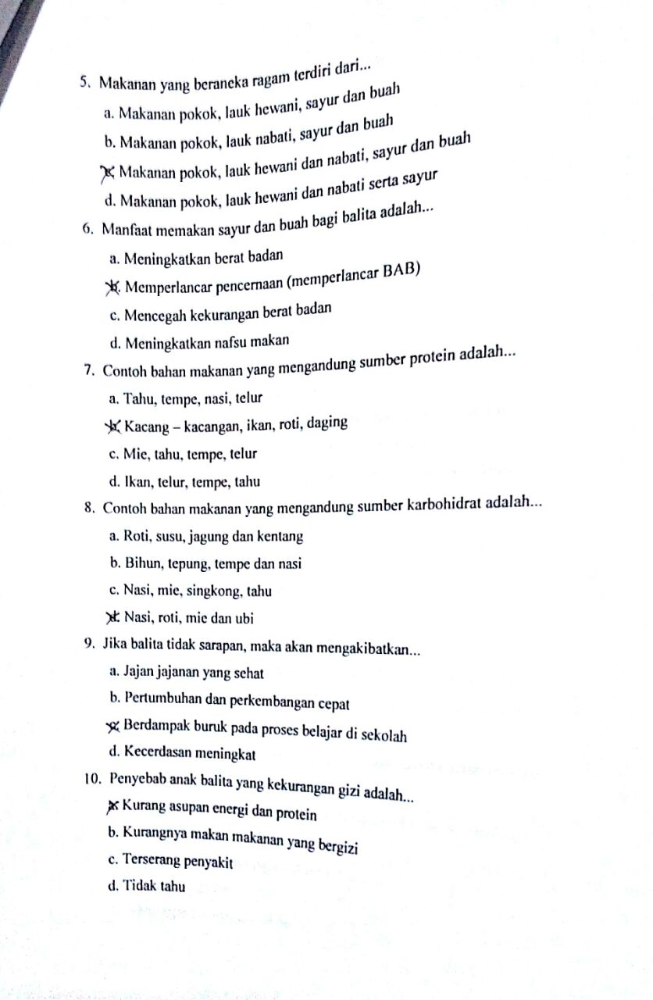 5. Makanan yang beraneka ragam terdiri dari...
a. Makanan pokok, lauk hewani, sayur dan buah
b. Makanan pokok, lauk nabati, sayur dan buah
c. Makanan pokok, lauk hewani dan nabati, sayur dan buah
d. Makanan pokok, lauk hewani dan nabati serta sayur
6. Manfaat memakan sayur dan buah bagi balita adalah...
a. Meningkatkan berat badan
b. Memperlancar pencernaan (memperlancar BAB)
c. Mencegah kekurangan berat badan
d. Meningkatkan nafsu makan
7. Contoh bahan makanan yang mengandung sumber protein adalah...
a. Tahu, tempe, nasi, telur
b. Kacang – kacangan, ikan, roti, daging
c. Mie, tahu, tempe, telur
d. Ikan, telur, tempe, tahu
8. Contoh bahan makanan yang mengandung sumber karbohidrat adalah...
a. Roti, susu, jagung dan kentang
b. Bihun, tepung, tempe dan nasi
c. Nasi, mie, singkong, tahu
d. Nasi, roti, mie dan ubi
9. Jika balita tidak sarapan, maka akan mengakibatkan...
a. Jajan jajanan yang sehat
b. Pertumbuhan dan perkembangan cepat
c. Berdampak buruk pada proses belajar di sekolah
d. Kecerdasan meningkat
10. Penyebab anak balita yang kekurangan gizi adalah...
a. Kurang asupan energi dan protein
b. Kurangnya makan makanan yang bergizi
c. Terserang penyakit
d. Tidak tahu